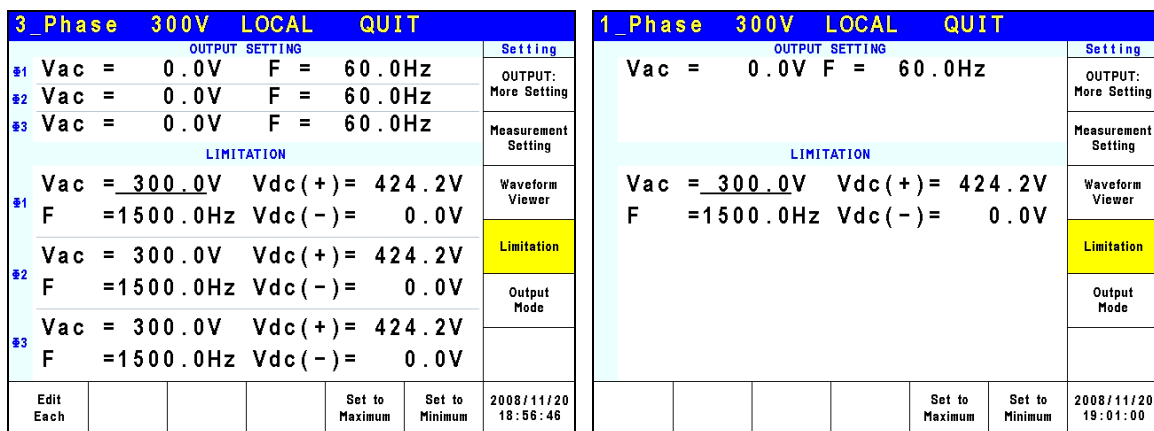 3_Phase 300V LOCAL QUIT
OUTPUT SETTING
Setting
Φ1 Vac = 0.0V F = 60.0Hz
Φ2 Vac = 0.0V F = 60.0Hz
Φ3 Vac = 0.0V F = 60.0Hz
OUTPUT:
More Setting
Measurement
Setting
LIMITATION
Φ1 Vac = 300.0V Vdc(+)= 424.2V
F =1500.0Hz Vdc(-)= 0.0V
Φ2 Vac = 300.0V Vdc(+)= 424.2V
F =1500.0Hz Vdc(-)= 0.0V
Φ3 Vac = 300.0V Vdc(+)= 424.2V
F =1500.0Hz Vdc(-)= 0.0V
Waveform
Viewer
Limitation
Output
Mode
Edit
Each
Set to
Maximum
Set to
Minimum
2008/11/20
18:56:46
1_Phase 300V LOCAL QUIT
OUTPUT SETTING
Setting
Vac = 0.0V F = 60.0Hz
OUTPUT:
More Setting
Measurement
Setting
LIMITATION
Vac = 300.0V Vdc(+)= 424.2V
F =1500.0Hz Vdc(-)= 0.0V
Waveform
Viewer
Limitation
Output
Mode
Set to
Maximum
Set to
Minimum
2008/11/20
19:01:00